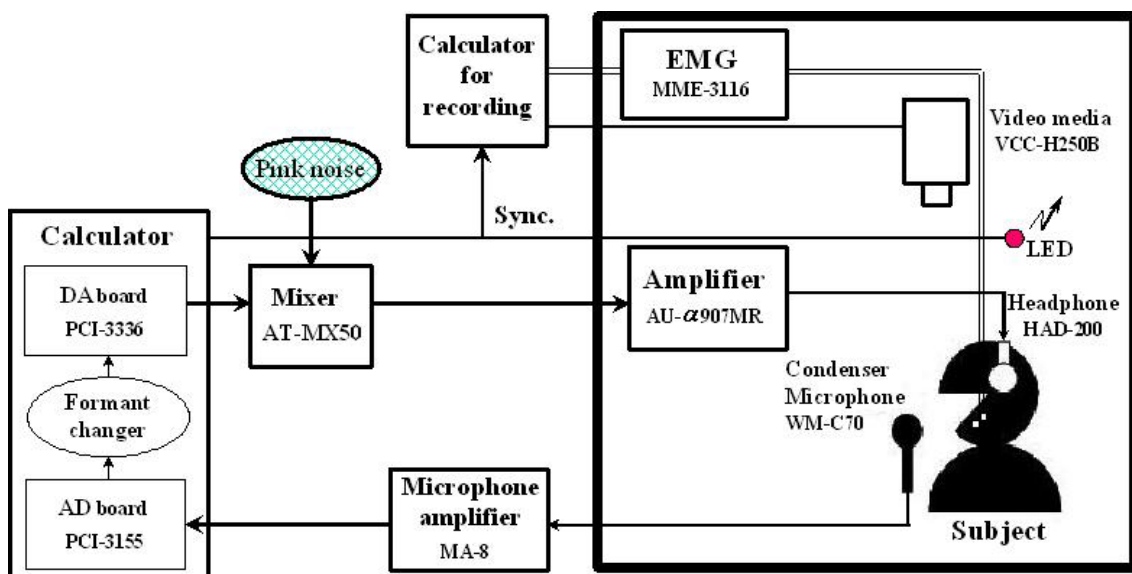 Calculator
for
recording
EMG
MME-3116
Video media
VCC-H250B
Pink noise
Sync.
LED
Calculator
DA board
PCI-3336
Mixer
AT-MX50
Amplifier
AU-α907MR
Headphone
HAD-200
Formant
changer
Condenser
Microphone
WM-C70
AD board
PCI-3155
Microphone
amplifier
MA-8
Subject